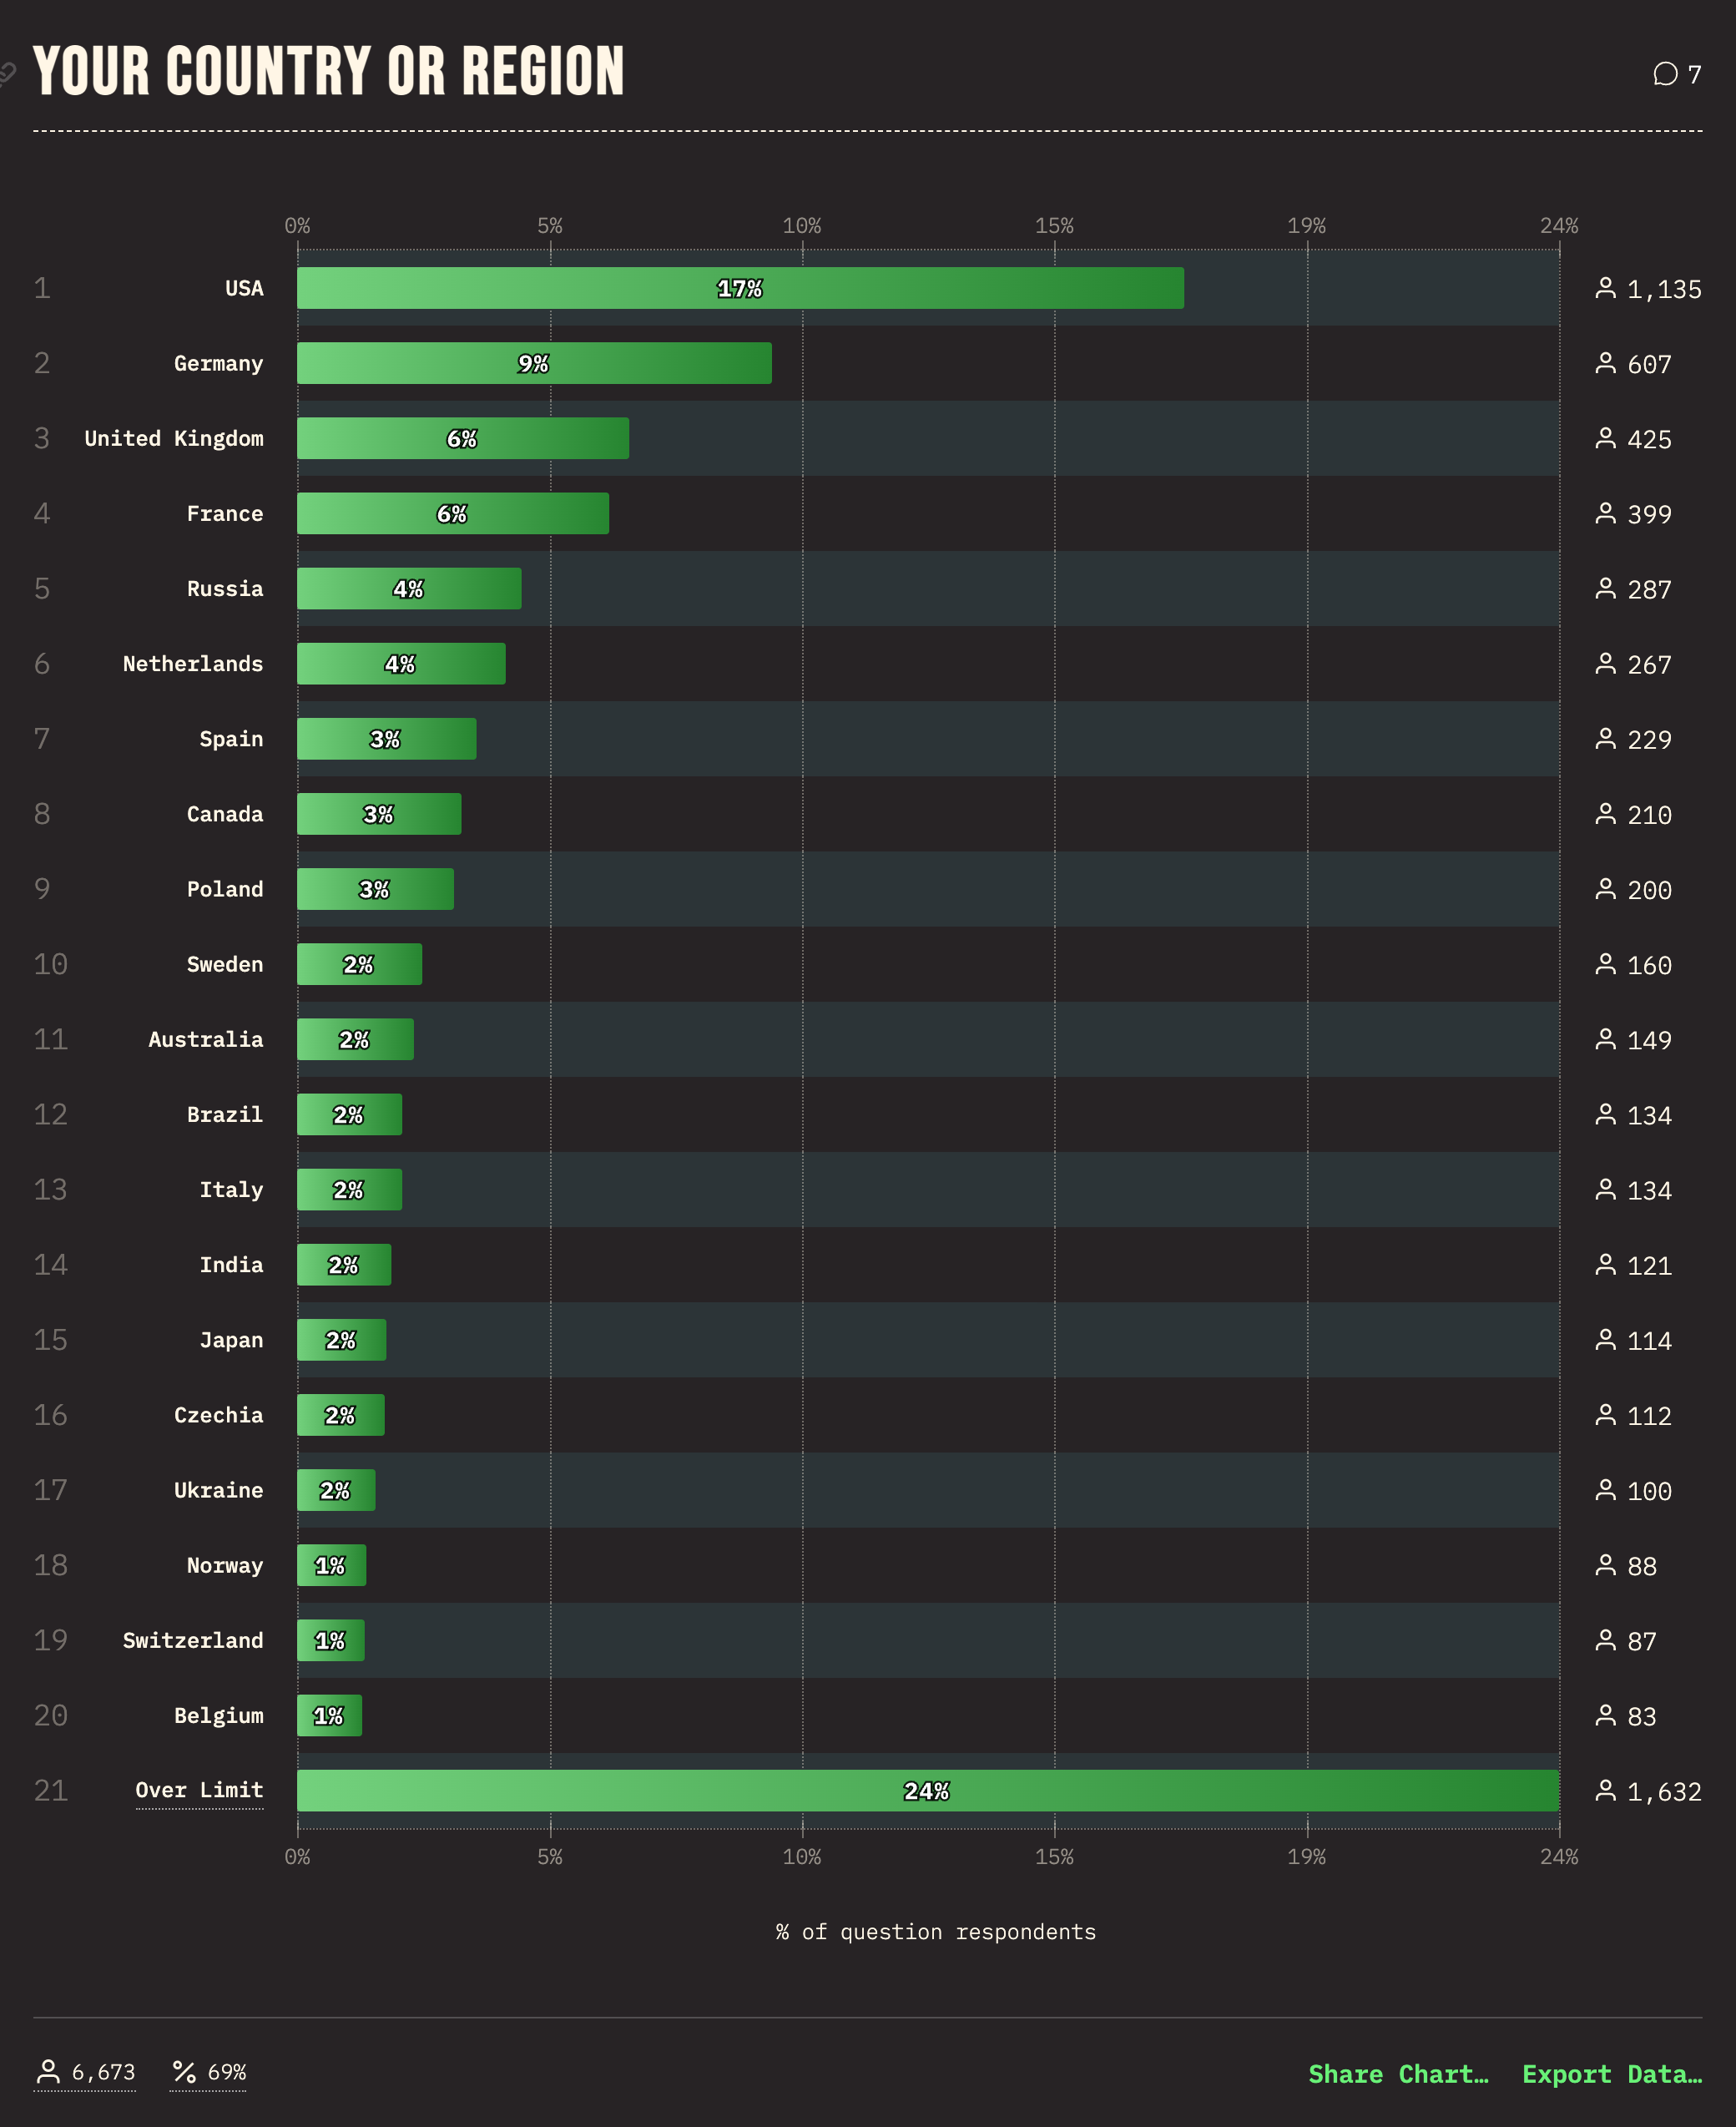 YOUR COUNTRY OR REGION
7
0% 5% 10% 15% 19% 24%
1 USA 17% 1,135
2 Germany 9% 607
3 United Kingdom 6% 425
4 France 6% 399
5 Russia 4% 287
6 Netherlands 4% 267
7 Spain 3% 229
8 Canada 3% 210
9 Poland 3% 200
10 Sweden 2% 160
11 Australia 2% 149
12 Brazil 2% 134
13 Italy 2% 134
14 India 2% 121
15 Japan 2% 114
16 Czechia 2% 112
17 Ukraine 2% 100
18 Norway 1% 88
19 Switzerland 1% 87
20 Belgium 1% 83
21 Over Limit 24% 1,632
0% 5% 10% 15% 19% 24%
% of question respondents
6,673 % 69% Share Chart… Export Data…